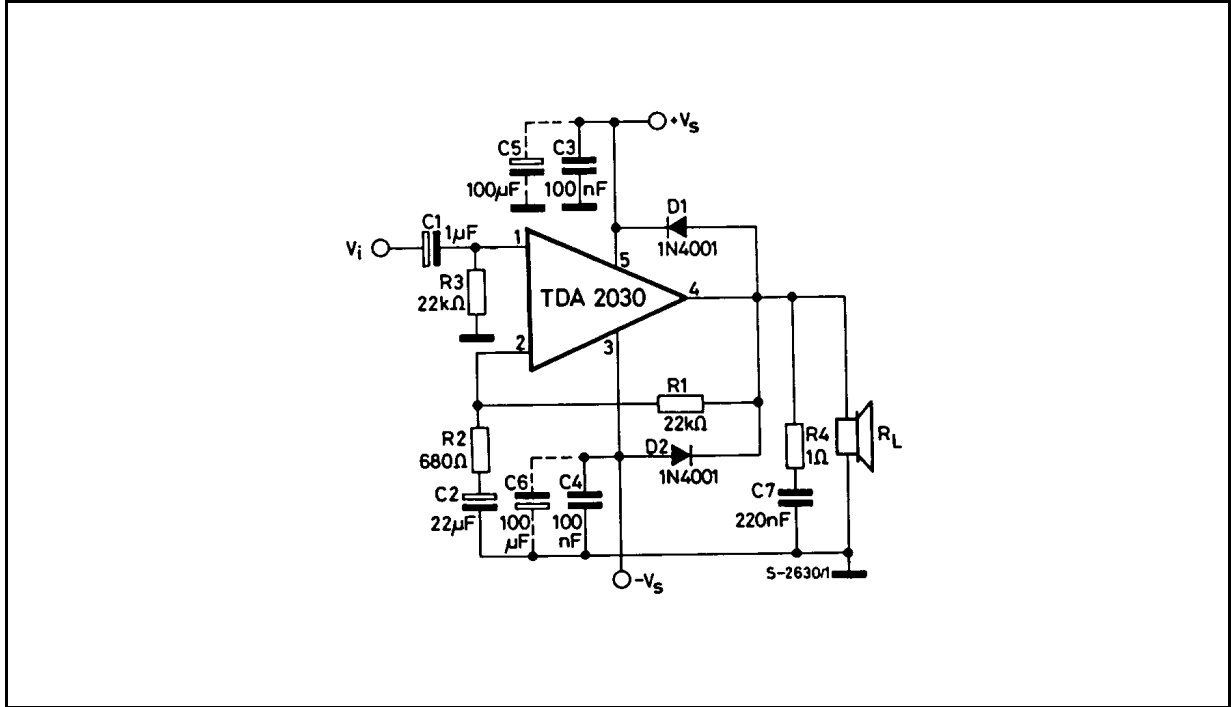 +Vs
C5
100µF
C3
100 nF
D1
1N4001
C1
1µF
Vi
1
5
R3
22kΩ
TDA 2030
4
2
3
R1
22kΩ
R2
680Ω
D2
1N4001
R4
1Ω
RL
C2
22µF
C6
100
µF
C4
100
nF
C7
220nF
S-2630/1
-Vs